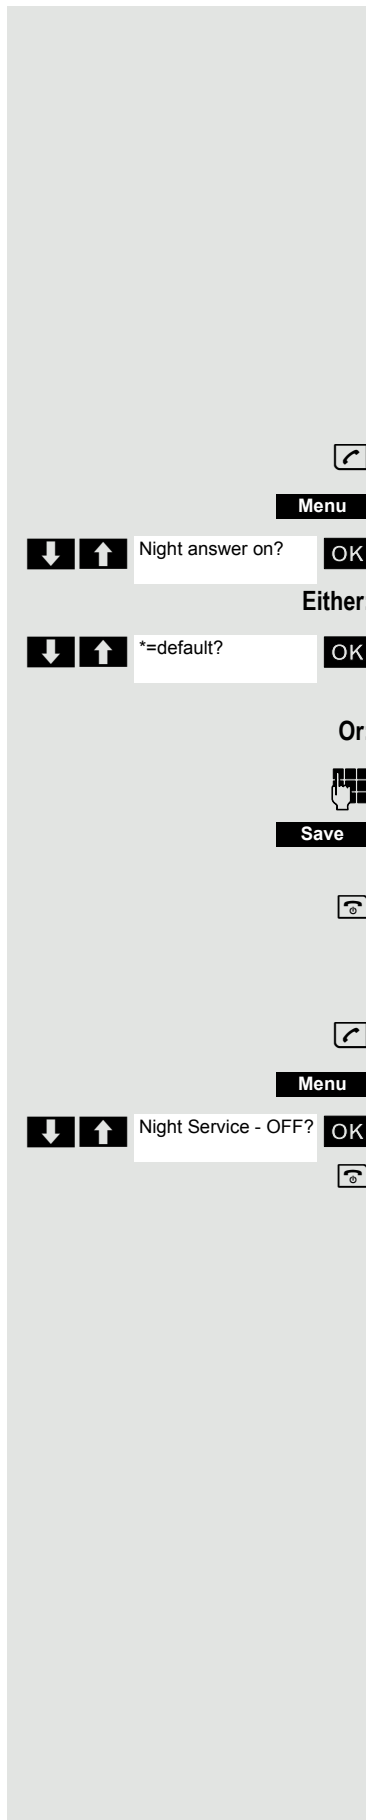 Menu
Night answer on? OK
Either:
*=default? OK
Or:
Save
Menu
Night Service - OFF? OK